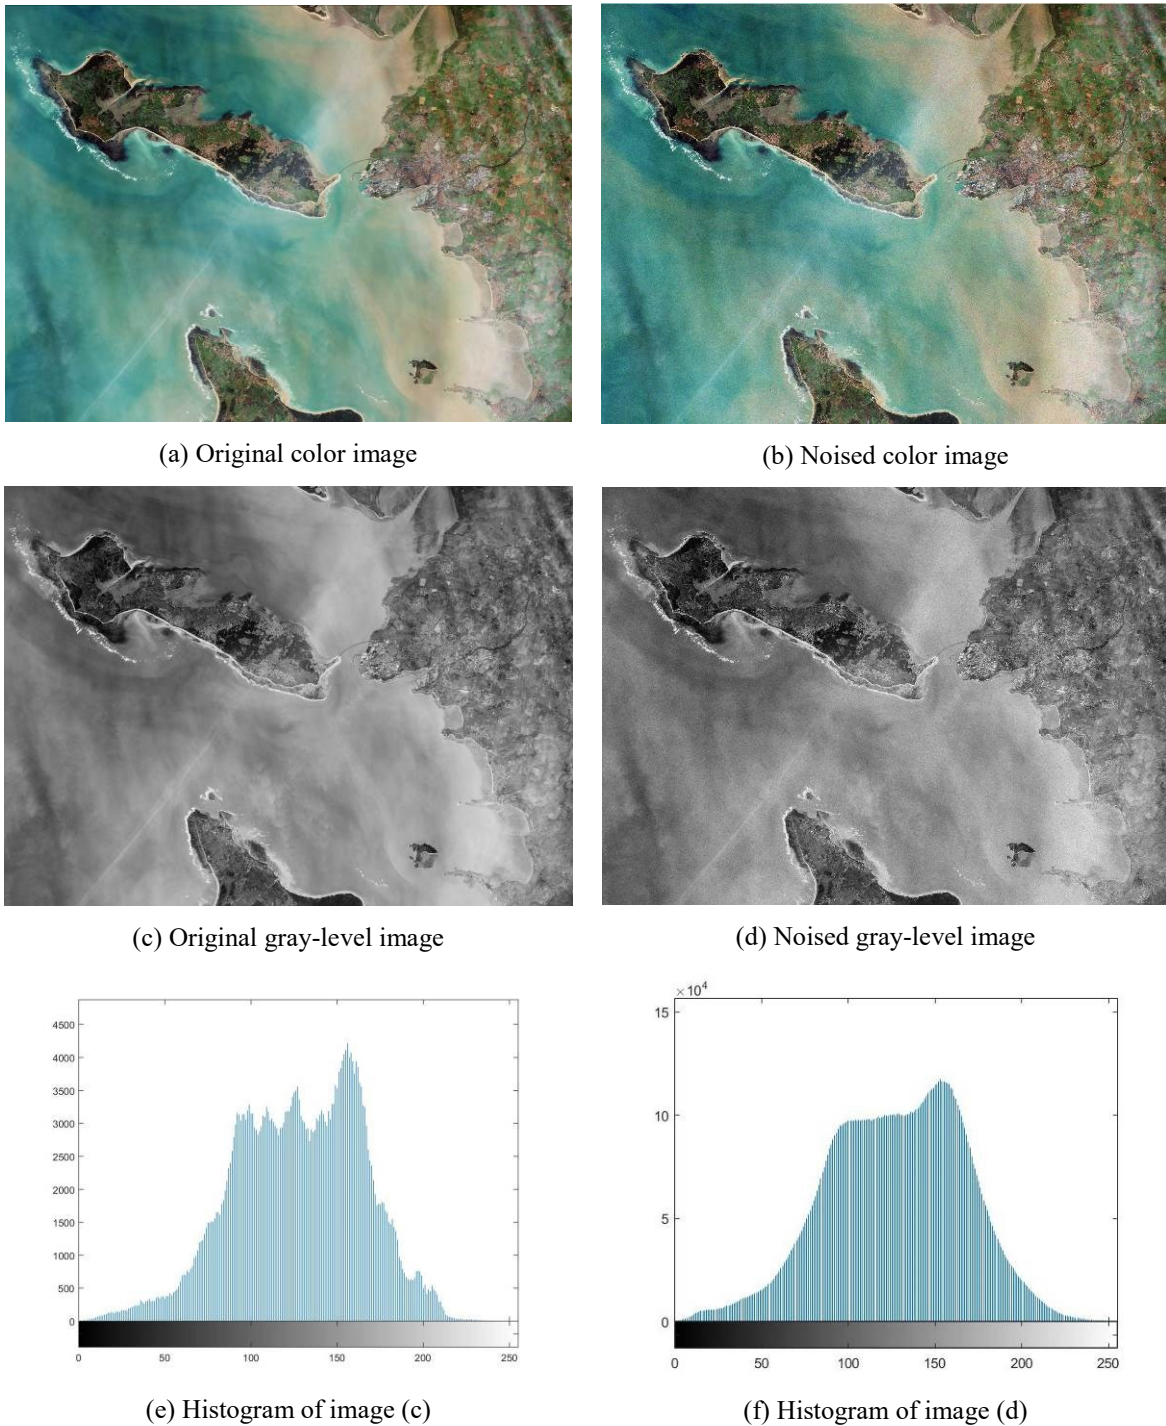 (a) Original color image
(b) Noised color image
(c) Original gray-level image
(d) Noised gray-level image
4500
4000
3500
3000
2500
2000
1500
1000
500
0
0 50 100 150 200 250
×10^4
15
10
5
0
0 50 100 150 200 250
(e) Histogram of image (c)
(f) Histogram of image (d)